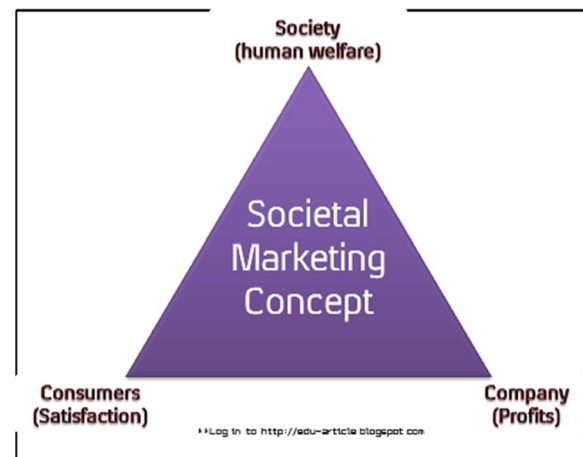 Society
(human welfare)
Societal
Marketing
Concept
Consumers
(Satisfaction)
Company
(Profits)
**Log in to http://edu-article.blogspot.com